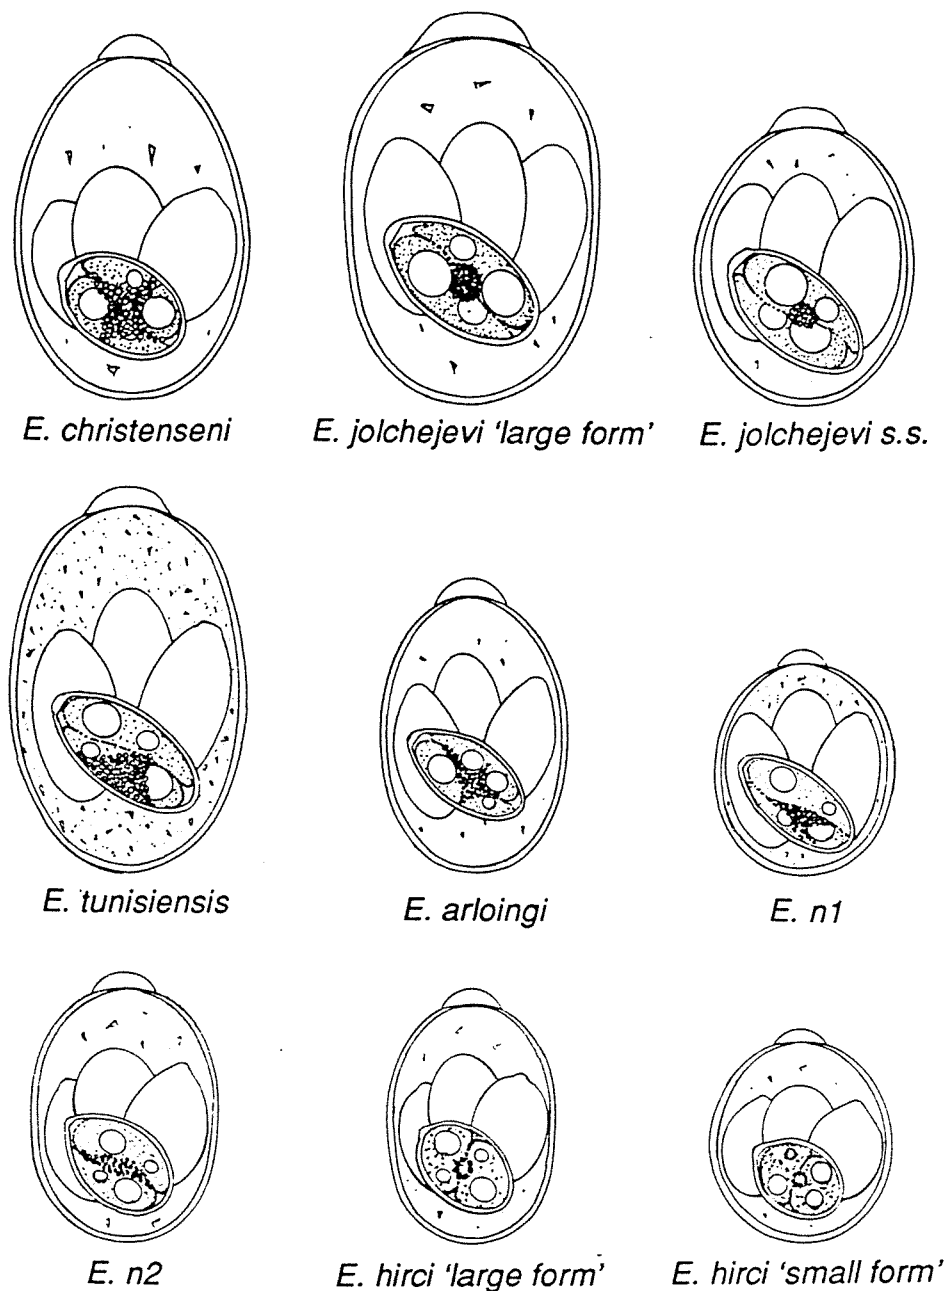 E. christenseni
E. jolchejevi 'large form'
E. jolchejevi s.s.
E. tunisiensis
E. arloingi
E. n1
E. n2
E. hirci 'large form'
E. hirci 'small form'